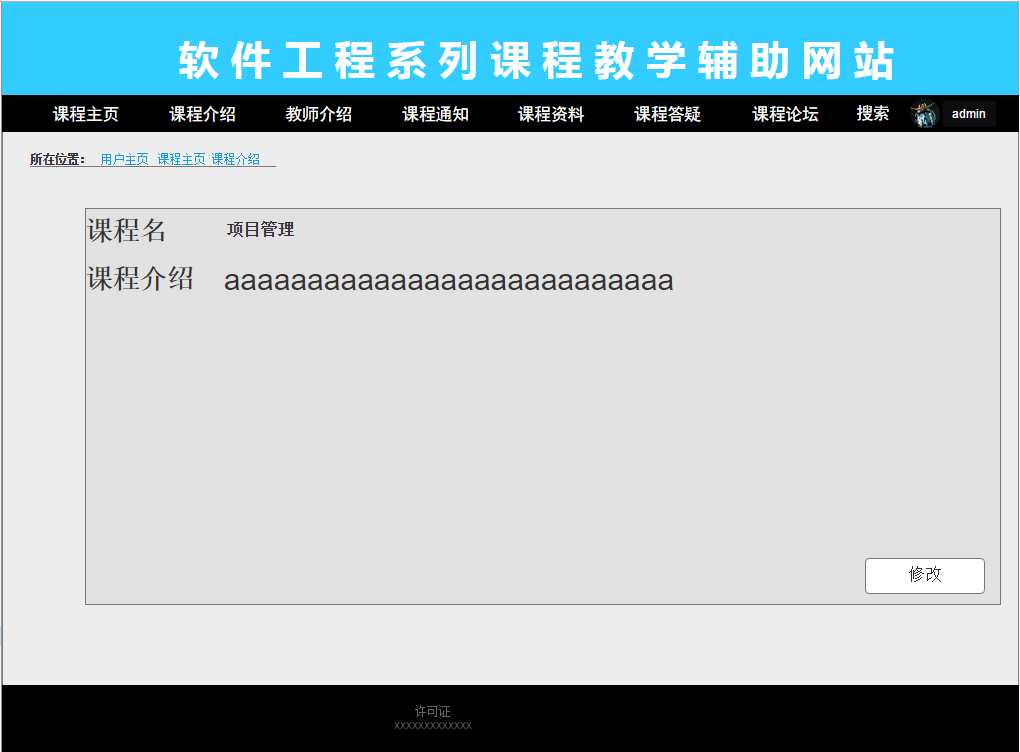 软件工程系列课程教学辅助网站
课程主页 课程介绍 教师介绍 课程通知 课程资料 课程答疑 课程论坛 搜索 admin
所在位置: 用户主页 课程主页 课程介绍
课程名 项目管理
课程介绍 aaaaaaaaaaaaaaaaaaaaaaaaaaa
修改
许可证
xxxxxxxxxxxxx